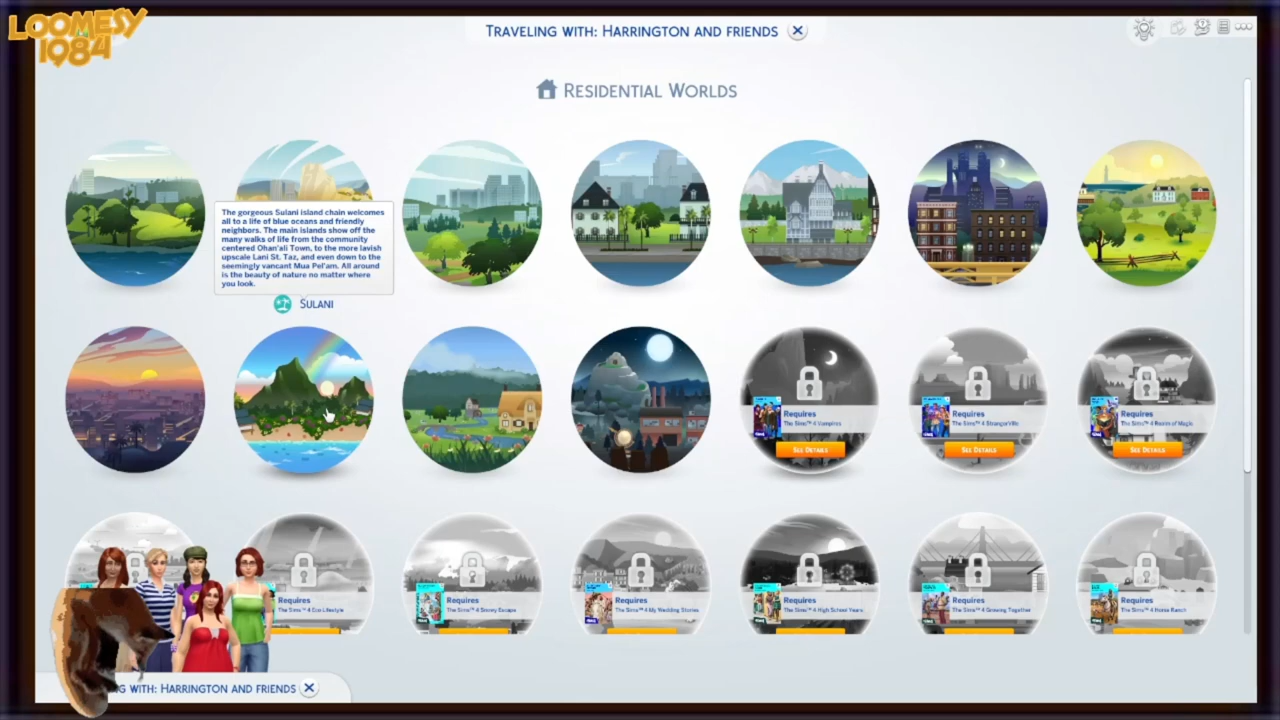 LOOMESY
1984
TRAVELING WITH: HARRINGTON AND FRIENDS
RESIDENTIAL WORLDS
The gorgeous Sulani island chain welcomes
all to a life of blue oceans and friendly
neighbors. The main islands show off the
many walks of life from the community
centered Ohan'ali Town, to the more lavish
upscale Lani St. Taz, and even down to the
seemingly vancant Mua Pel'am. All around
is the beauty of nature no matter where
you look.
SULANI
Requires
The Sims™ 4 Vampires
SEE DETAILS
Requires
The Sims™ 4 StrangerVille
SEE DETAILS
Requires
The Sims™ 4 Realm of Magic
SEE DETAILS
Requires
The Sims™ 4 Eco Lifestyle
Requires
The Sims™ 4 Snowy Escape
Requires
The Sims™ 4 My Wedding Stories
Requires
The Sims™ 4 High School Years
Requires
The Sims™ 4 Growing Together
Requires
The Sims™ 4 Horse Ranch
G WITH: HARRINGTON AND FRIENDS